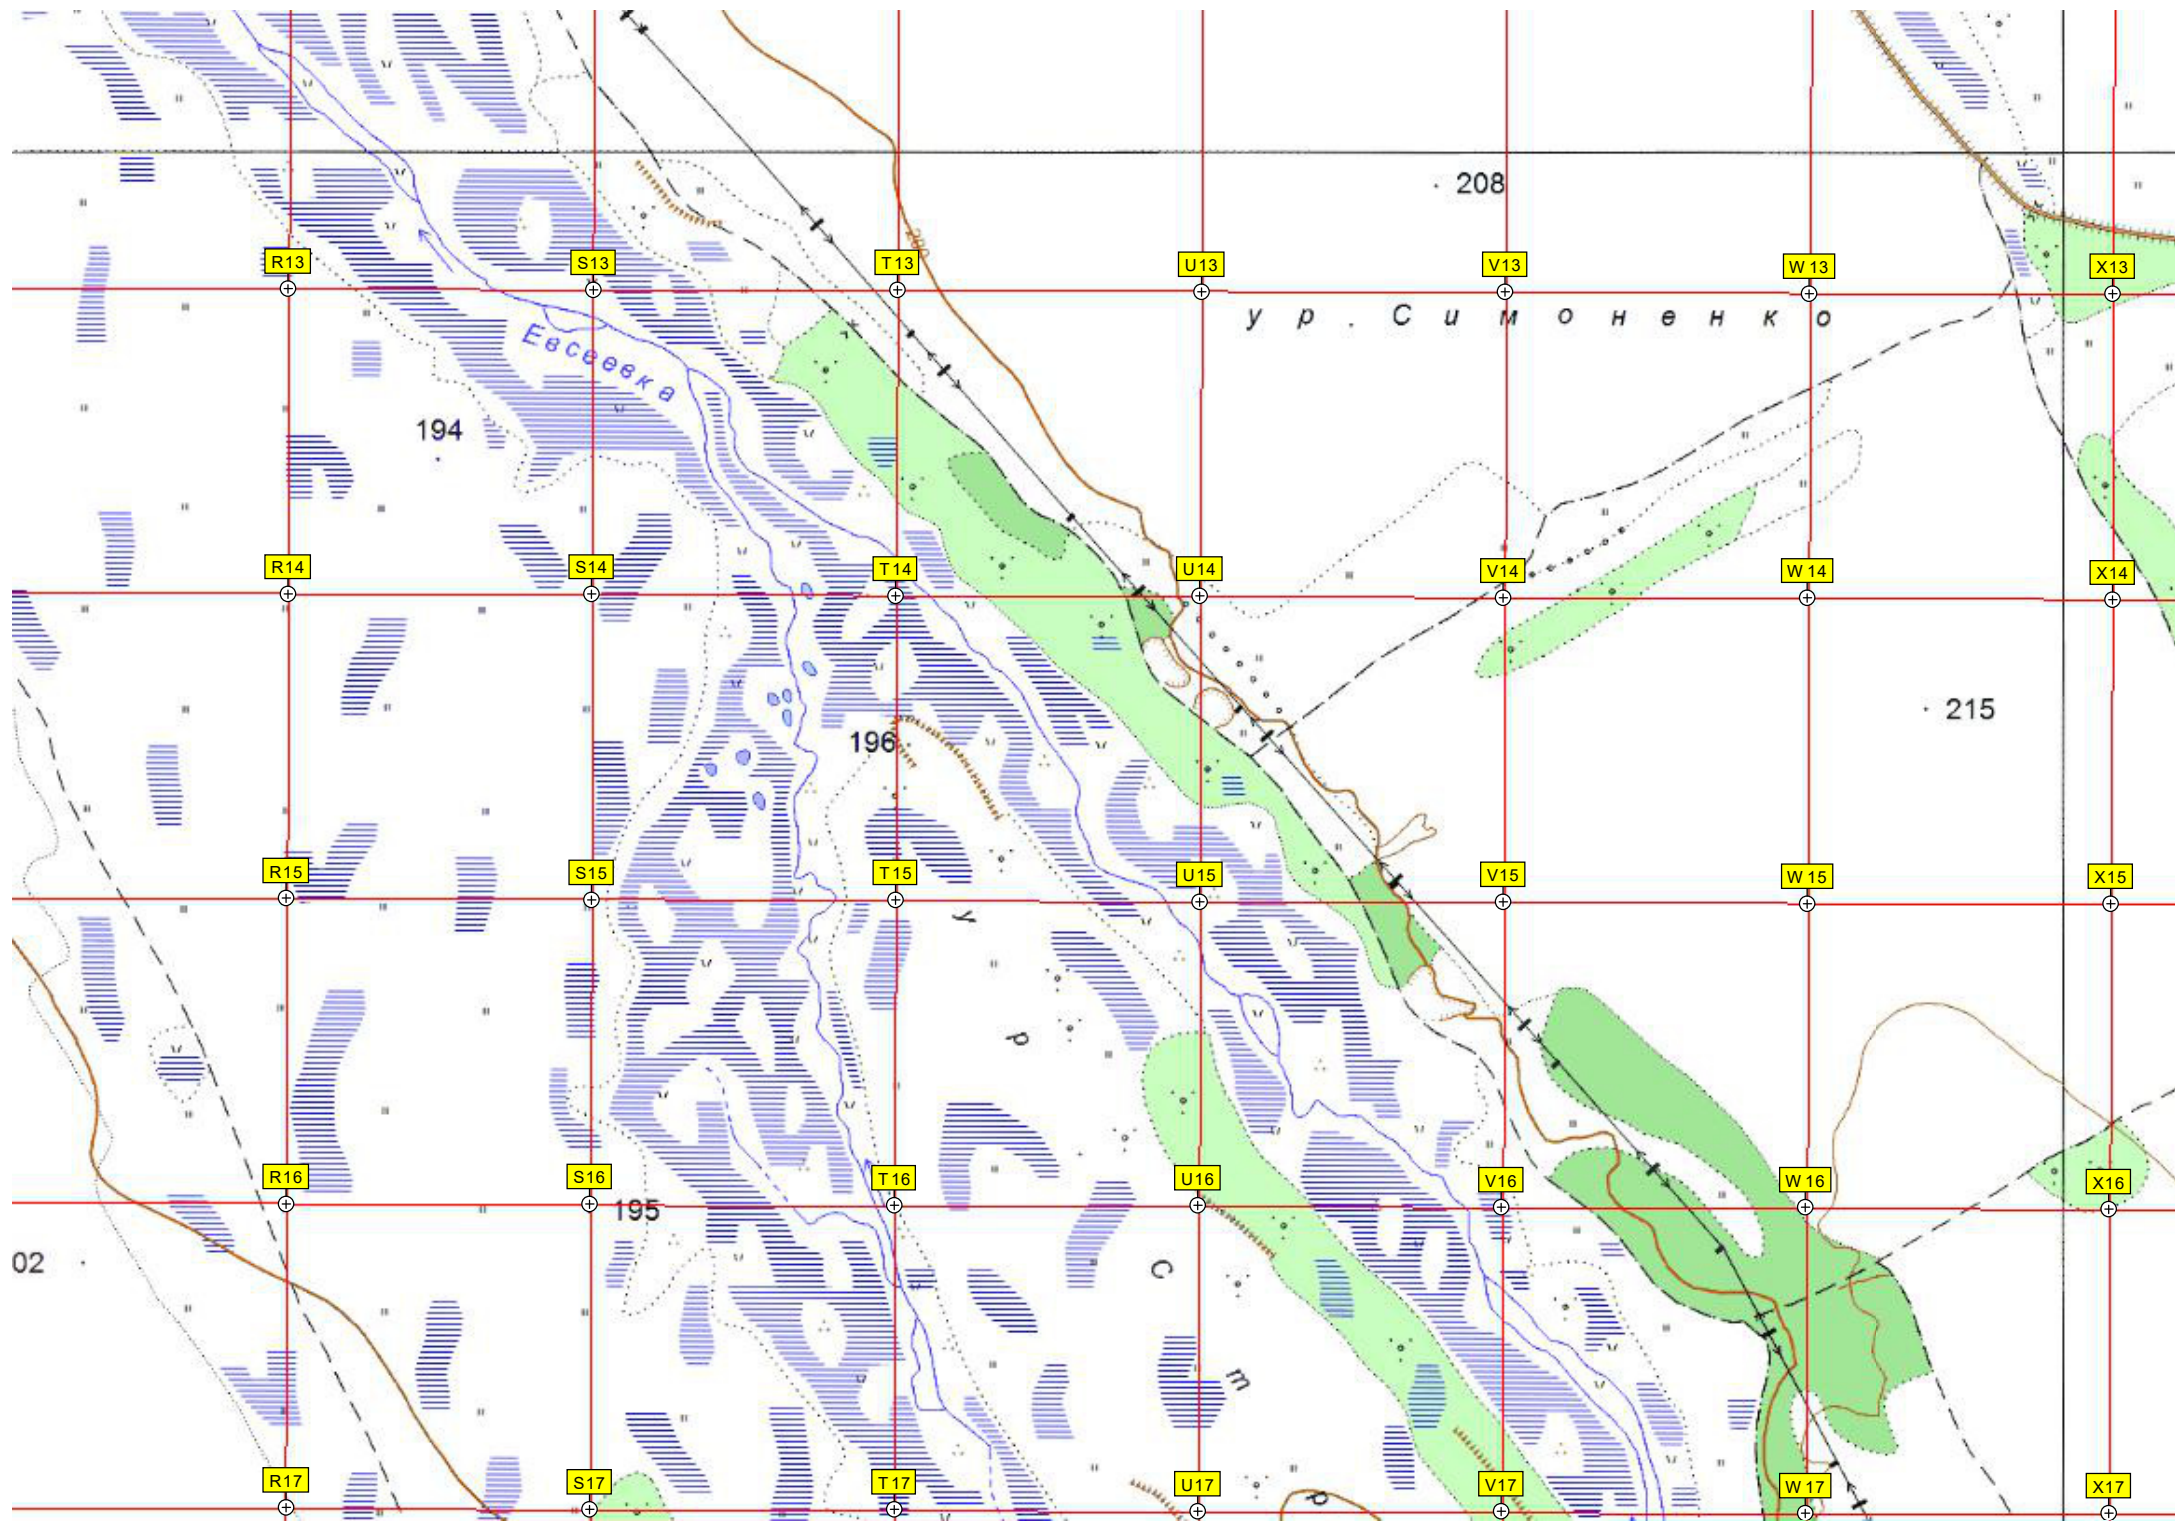 208
200
R13 S13 T13 U13 V13 W13 X13
ур. Симоненко
Евсеевка
194
R14 S14 T14 U14 V14 W14 X14
215
196
R15 S15 T15 U15 V15 W15 X15
у
р
R16 S16 T16 U16 V16 W16 X16
195
02
С
т
R17 S17 T17 U17 V17 W17 X17
р